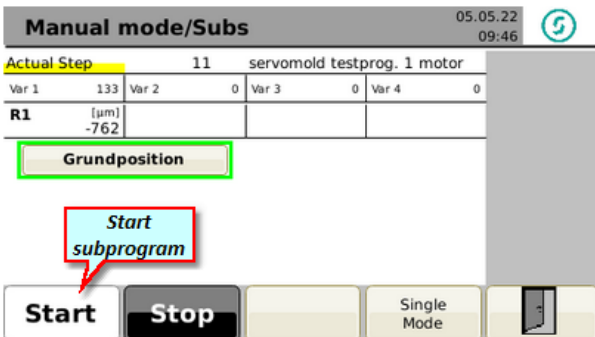 Manual mode/Subs
05.05.22
09:46
Actual Step 11 servomold testprog. 1 motor
Var 1 133 Var 2 0 Var 3 0 Var 4 0
R1 [µm]
-762
Grundposition
Start
subprogram
Start Stop Single
Mode